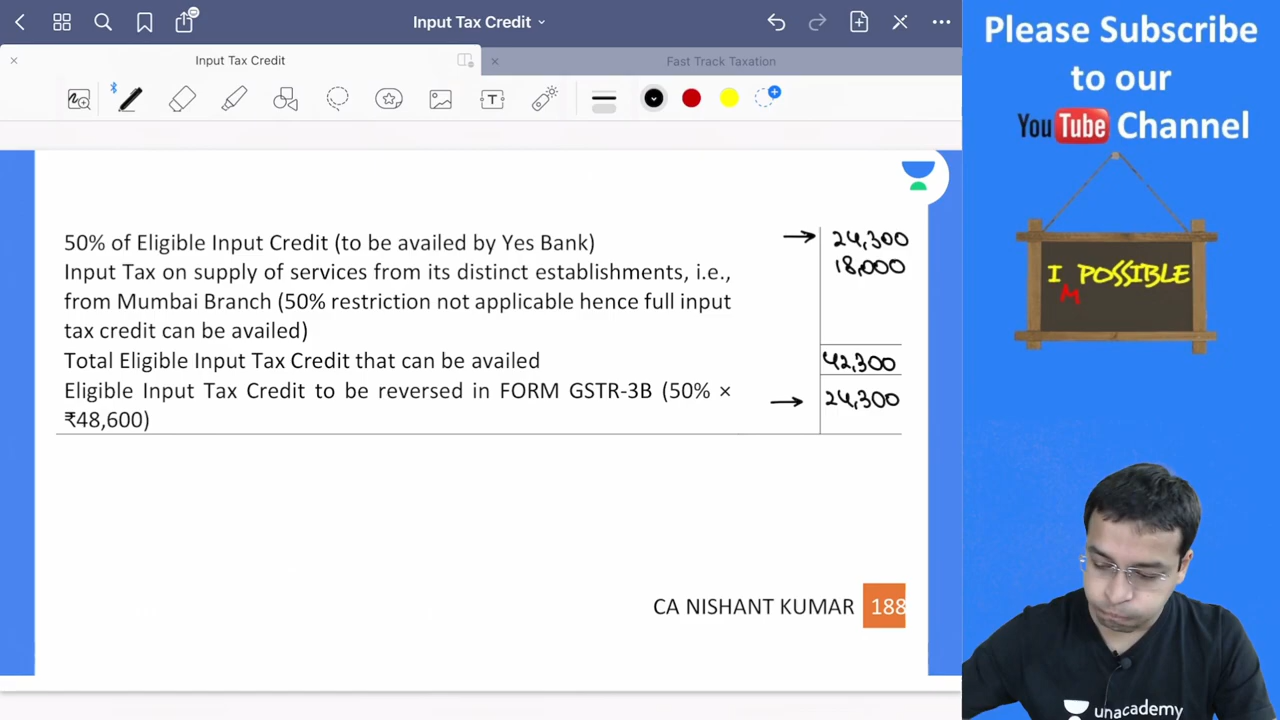 Input Tax Credit
Input Tax Credit
Fast Track Taxation
Please Subscribe
to our
YouTube Channel
I POSSIBLE
M
50% of Eligible Input Credit (to be availed by Yes Bank)
24,300
Input Tax on supply of services from its distinct establishments, i.e.,
18,000
from Mumbai Branch (50% restriction not applicable hence full input
tax credit can be availed)
Total Eligible Input Tax Credit that can be availed
42,300
Eligible Input Tax Credit to be reversed in FORM GSTR-3B (50% ×
24,300
₹48,600)
CA NISHANT KUMAR 188
unacademy